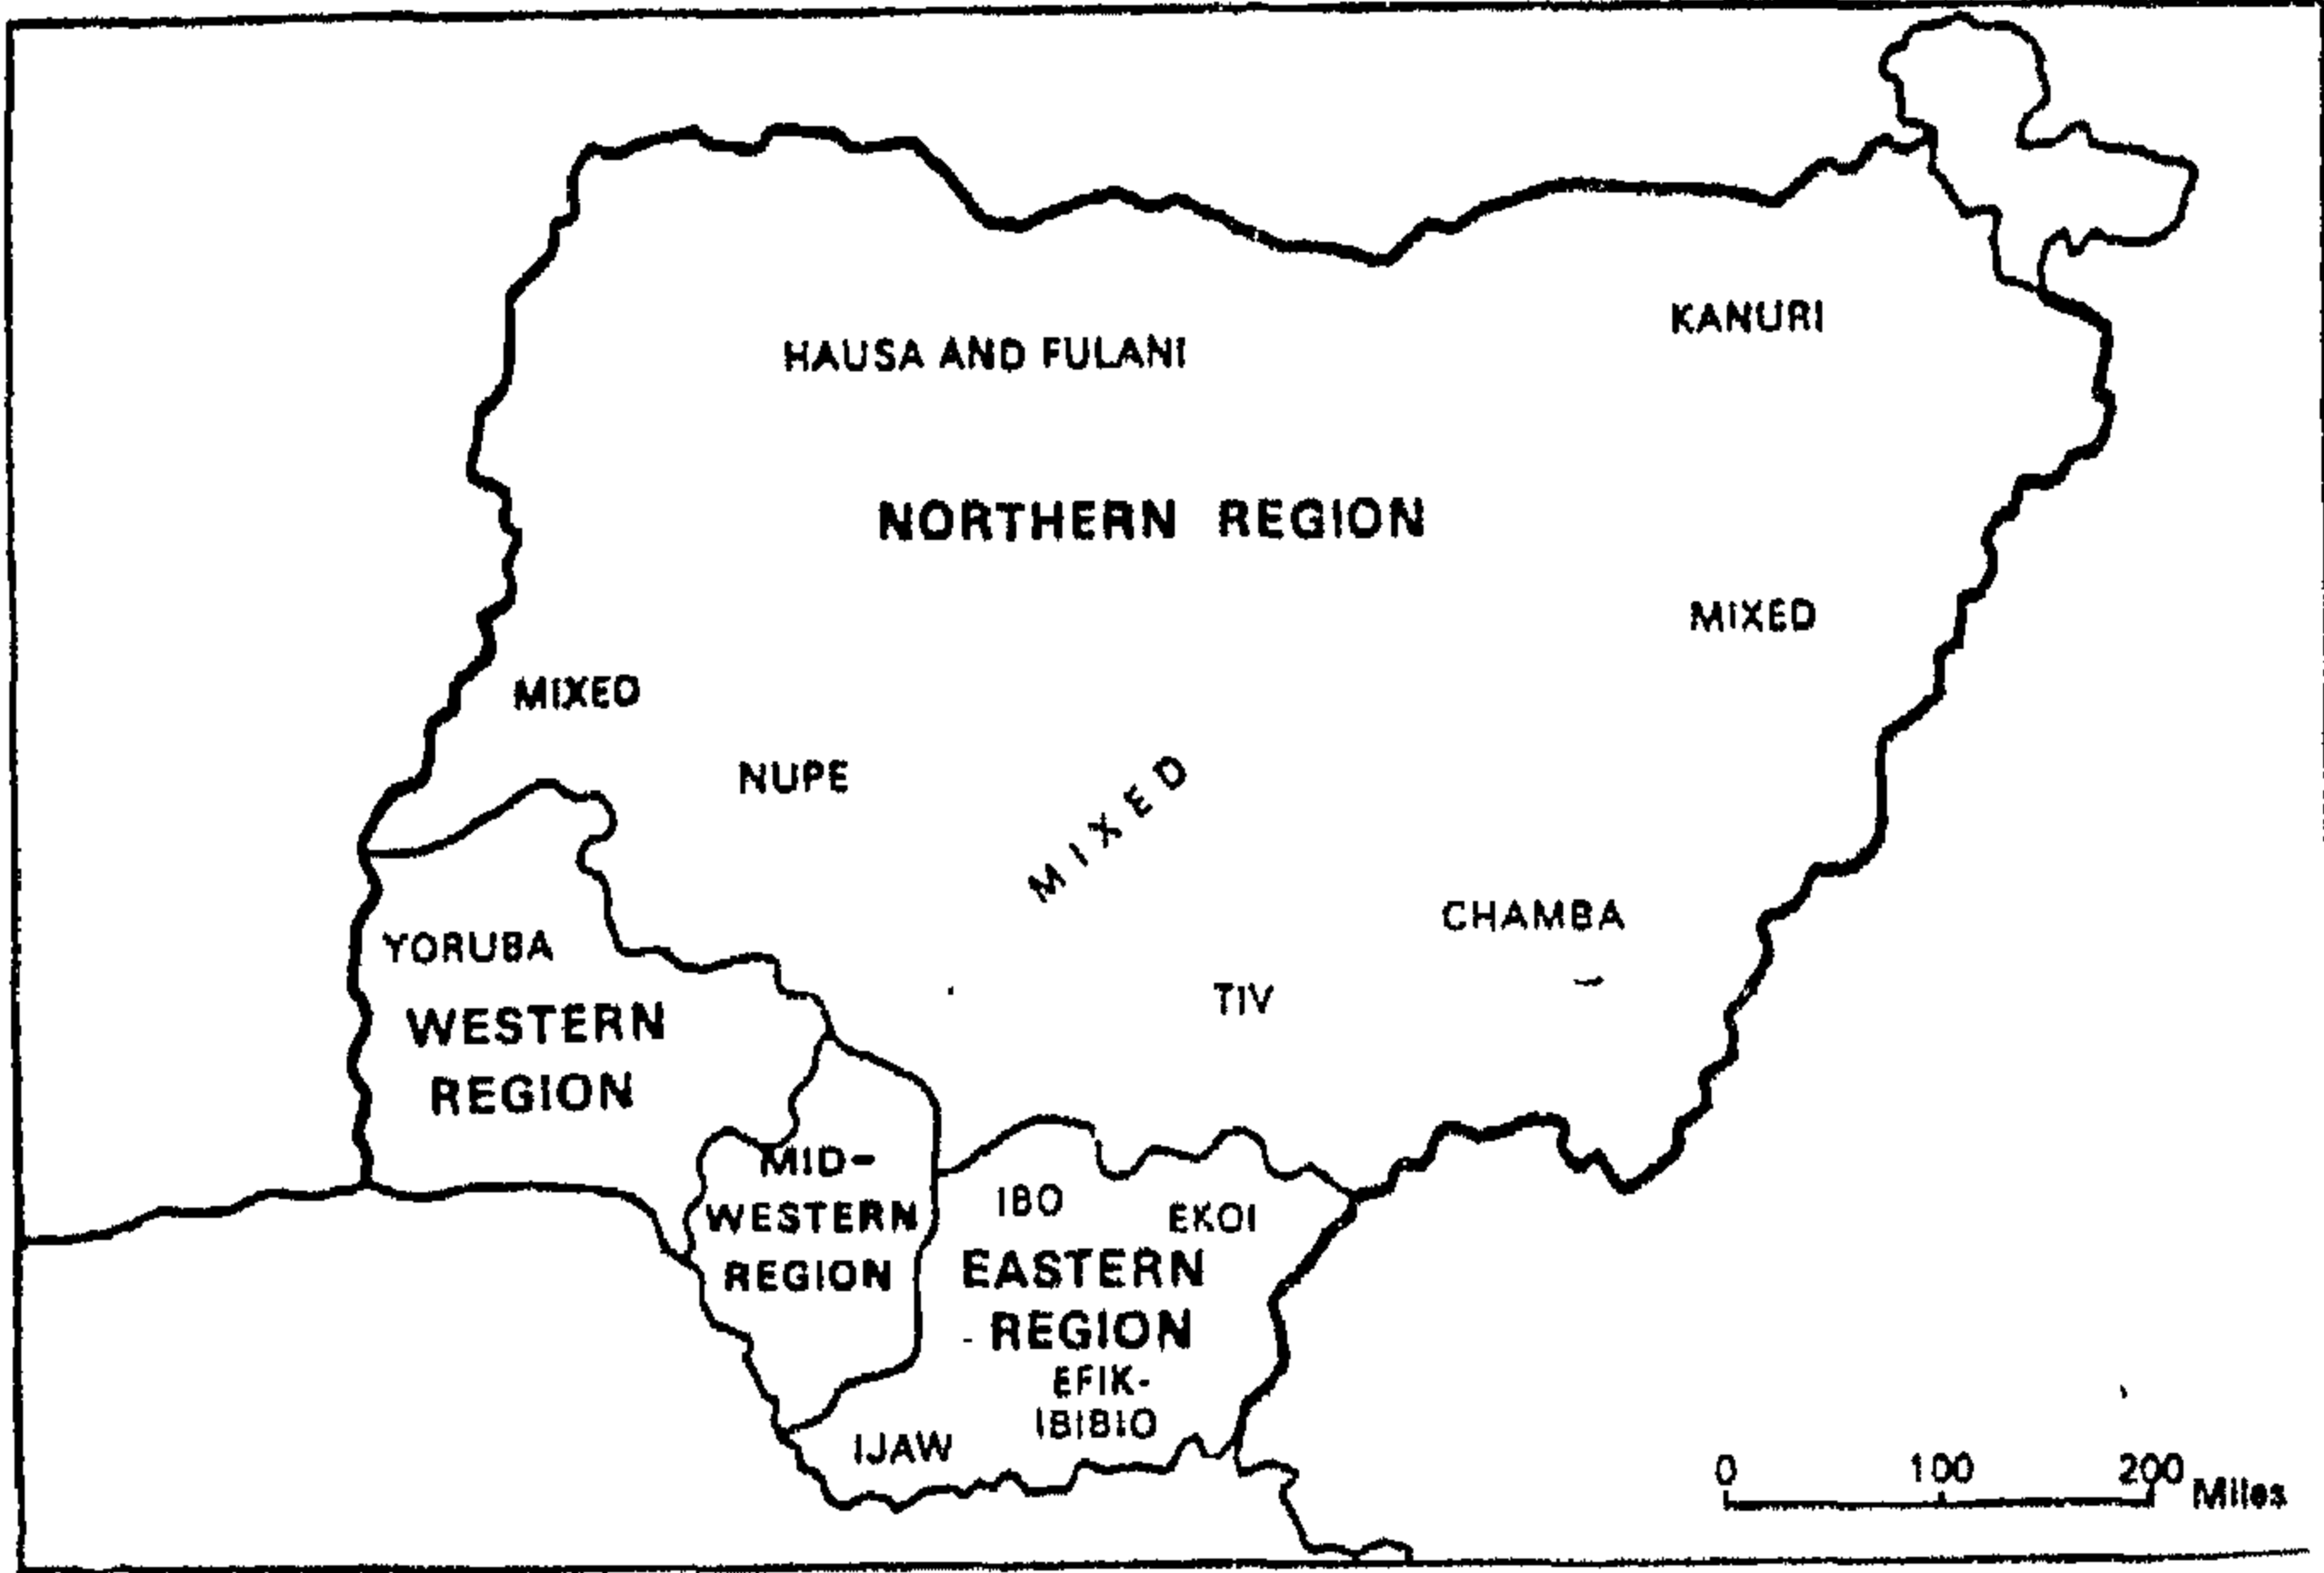 KANURI
HAUSA AND FULANI
NORTHERN REGION
MIXED
MIXED
NUPE
MIXED
CHAMBA
YORUBA
TIV
WESTERN
REGION
MID-
WESTERN
REGION
IBO
EKOI
EASTERN
REGION
EFIK-
IBIBIO
IJAW
0 100 200 Miles